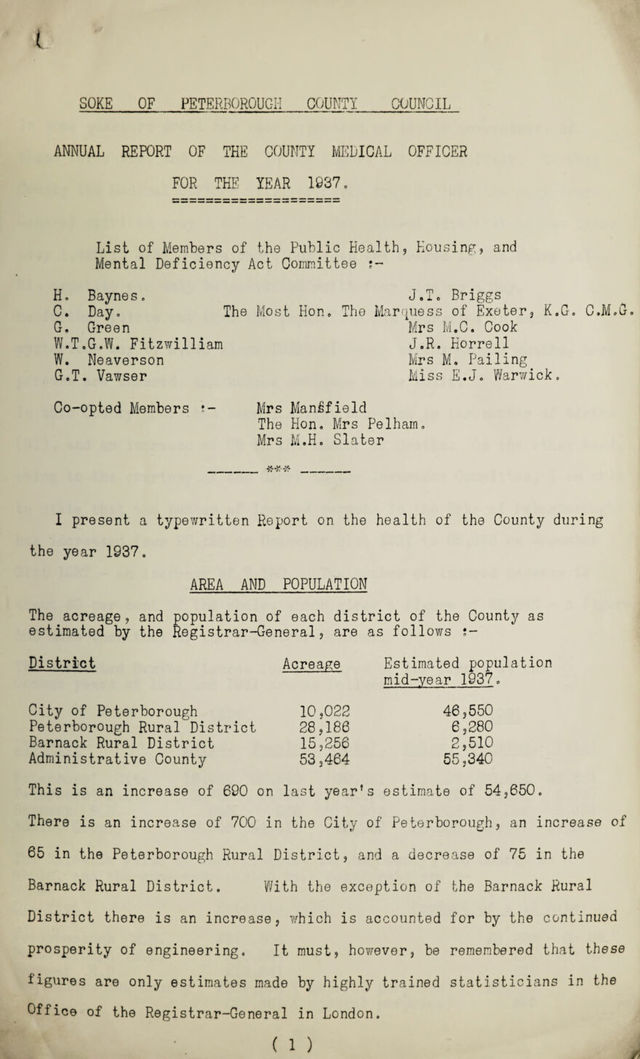 SOKE OF PETERBOROUGH COUNTY COUNCIL
ANNUAL REPORT OF THE COUNTY MEDICAL OFFICER
FOR THE YEAR 1937.
====================
List of Members of the Public Health, Housing, and
Mental Deficiency Act Committee :-
H. Baynes. J.T. Briggs
C. Day. The Most Hon. The Marquess of Exeter, K.G. C.M.G.
G. Green Mrs M.C. Cook
W.T.G.W. Fitzwilliam J.R. Horrell
W. Neaverson Mrs M. Pailing
G.T. Vawser Miss E.J. Warwick.
Co-opted Members :- Mrs Mansfield
The Hon. Mrs Pelham.
Mrs M.H. Slater
______ *** ______
I present a typewritten Report on the health of the County during
the year 1937.
AREA AND POPULATION
The acreage, and population of each district of the County as
estimated by the Registrar-General, are as follows :-
District Acreage Estimated population
mid-year 1937.
City of Peterborough 10,022 46,550
Peterborough Rural District 28,186 6,280
Barnack Rural District 15,256 2,510
Administrative County 53,464 55,340
This is an increase of 690 on last year's estimate of 54,650.
There is an increase of 700 in the City of Peterborough, an increase of
65 in the Peterborough Rural District, and a decrease of 75 in the
Barnack Rural District. With the exception of the Barnack Rural
District there is an increase, which is accounted for by the continued
prosperity of engineering. It must, however, be remembered that these
figures are only estimates made by highly trained statisticians in the
Office of the Registrar-General in London.
( 1 )